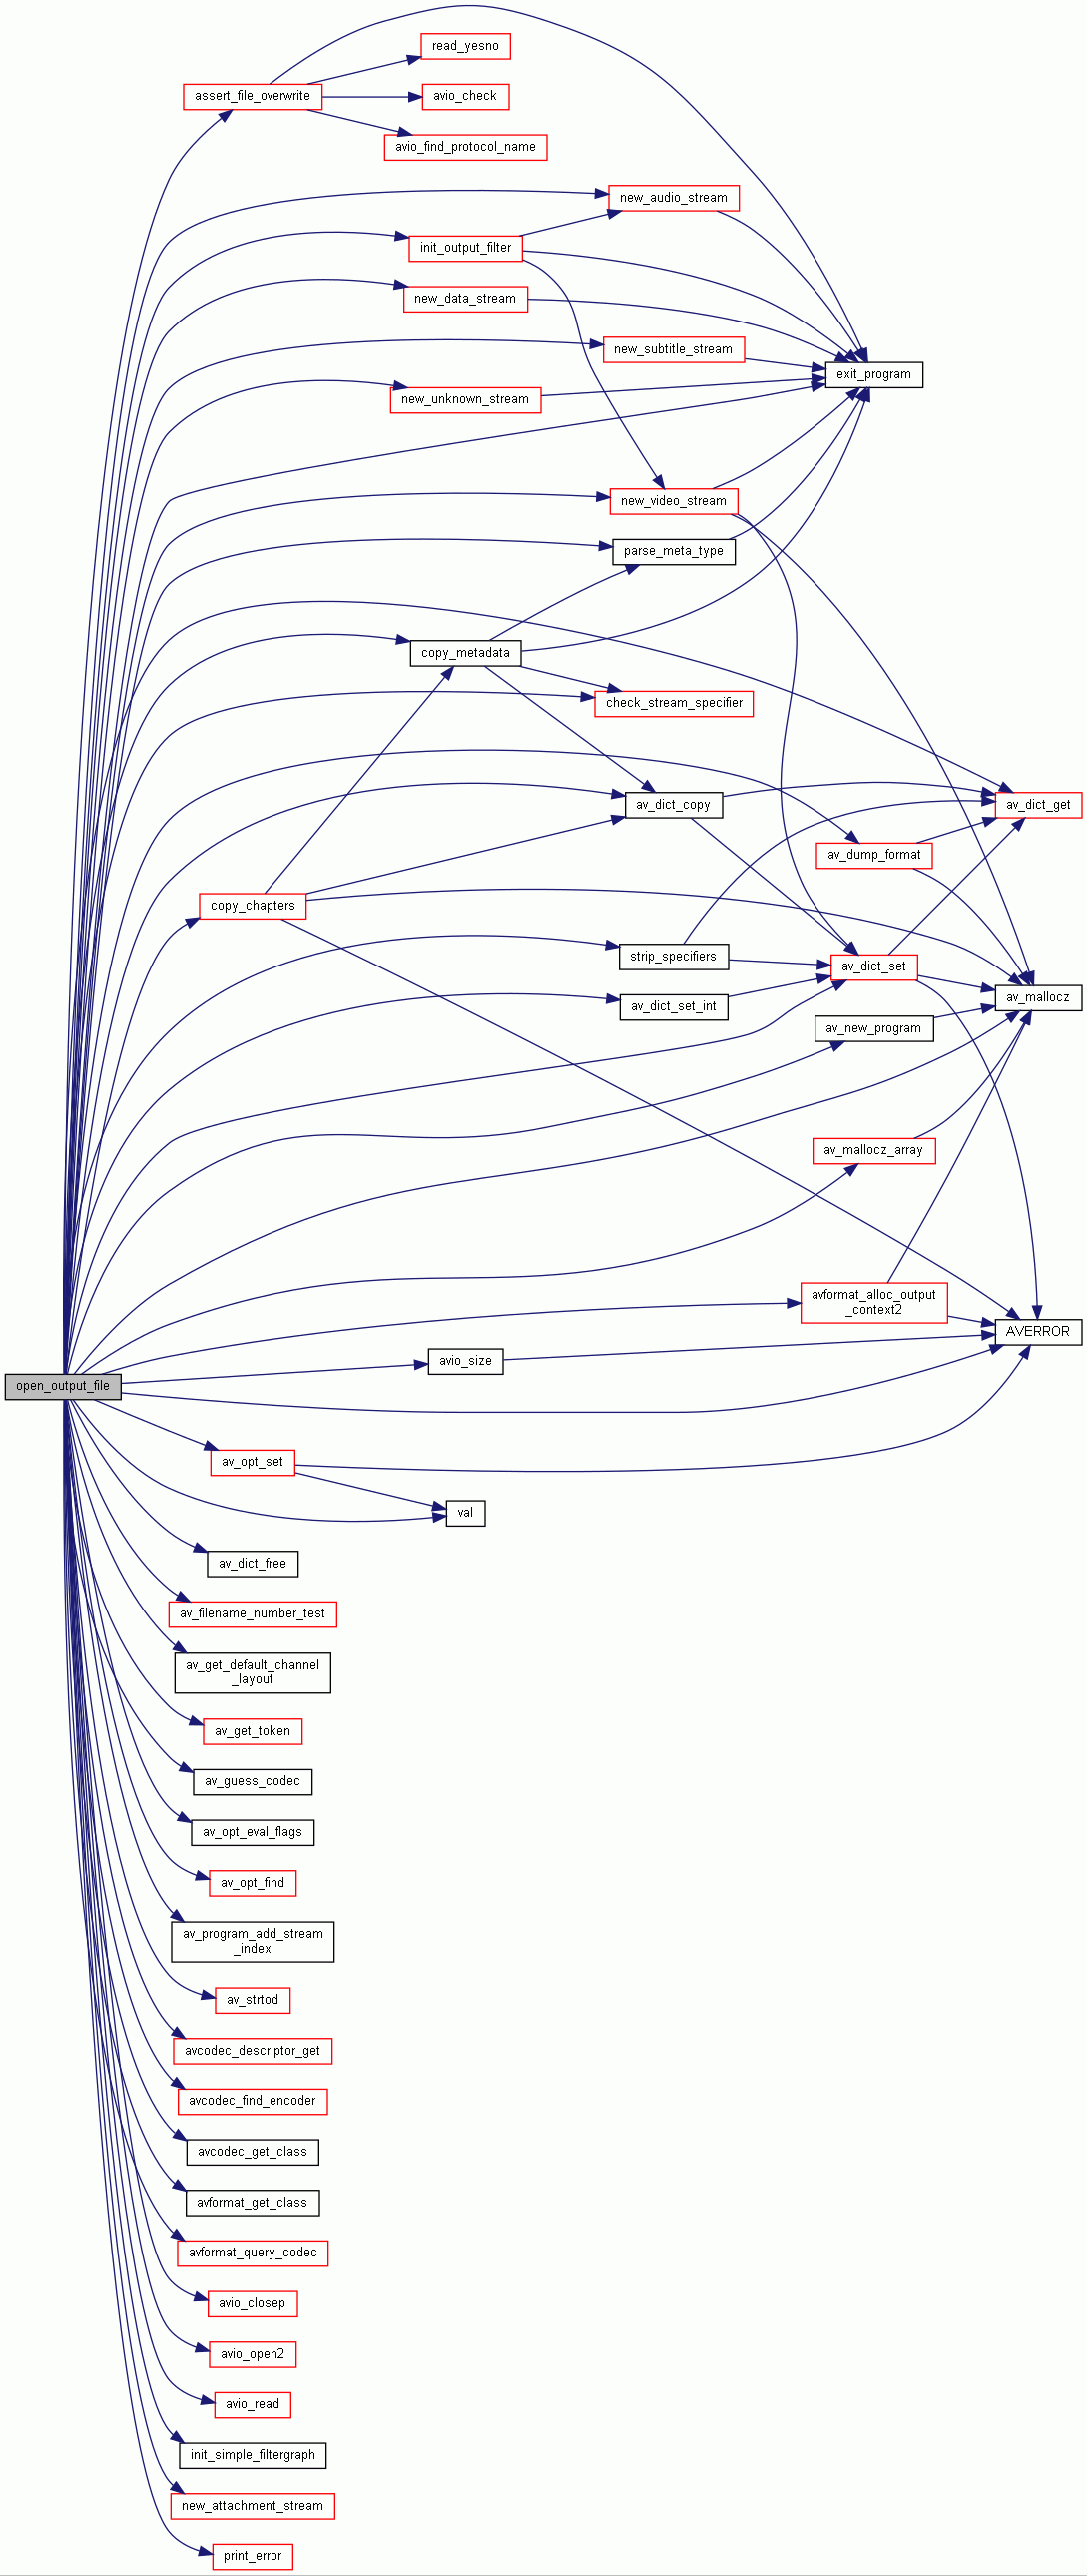 read_yesno
assert_file_overwrite
avio_check
avio_find_protocol_name
new_audio_stream
init_output_filter
new_data_stream
new_subtitle_stream
exit_program
new_unknown_stream
new_video_stream
parse_meta_type
copy_metadata
check_stream_specifier
av_dict_copy
av_dict_get
av_dump_format
copy_chapters
strip_specifiers
av_dict_set
av_mallocz
av_dict_set_int
av_new_program
av_mallocz_array
avformat_alloc_output
_context2
AVERROR
avio_size
open_output_file
av_opt_set
val
av_dict_free
av_filename_number_test
av_get_default_channel
_layout
av_get_token
av_guess_codec
av_opt_eval_flags
av_opt_find
av_program_add_stream
_index
av_strtod
avcodec_descriptor_get
avcodec_find_encoder
avcodec_get_class
avformat_get_class
avformat_query_codec
avio_closep
avio_open2
avio_read
init_simple_filtergraph
new_attachment_stream
print_error